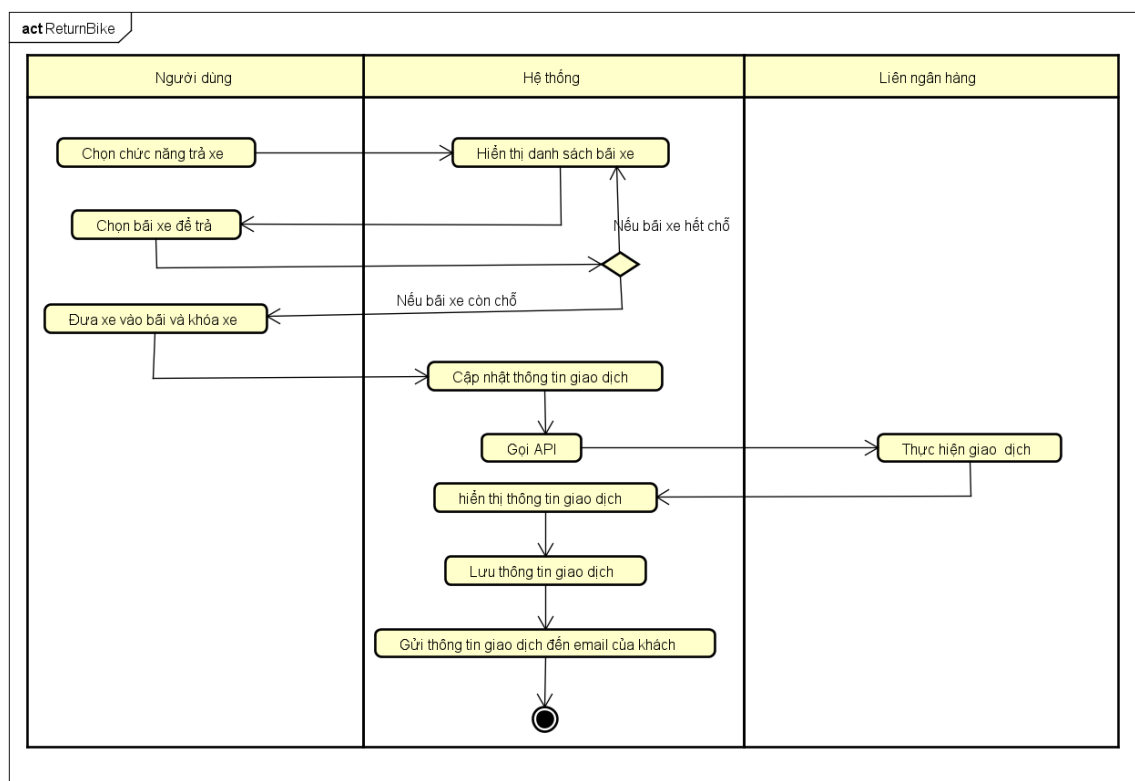 act ReturnBike
Người dùng
Hệ thống
Liên ngân hàng
Chọn chức năng trả xe
Hiển thị danh sách bãi xe
Chọn bãi xe để trả
Nếu bãi xe hết chỗ
Nếu bãi xe còn chỗ
Đưa xe vào bãi và khóa xe
Cập nhật thông tin giao dịch
Gọi API
Thực hiện giao dịch
hiển thị thông tin giao dịch
Lưu thông tin giao dịch
Gửi thông tin giao dịch đến email của khách